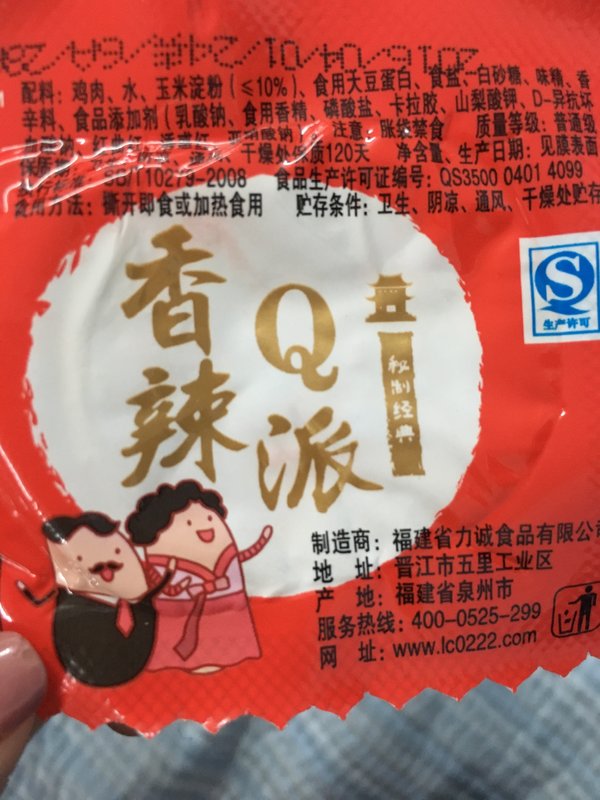 2016/04/01
配料：鸡肉、水、玉米淀粉（≤10%）、食用大豆蛋白、食盐、白砂糖、味精、香
辛料、食品添加剂（乳酸钠、食用香精、磷酸盐、卡拉胶、山梨酸钾、D-异抗坏
注意：胀袋禁食 质量等级：普通级
干燥处保质120天 净含量、生产日期：见膜表面
10279-2008 食品生产许可证编号：QS3500 0401 4099
食用方法：撕开即食或加热食用 贮存条件：卫生、阴凉、通风、干燥处贮存
香辣
Q派
秘制经典
生产许可
制造商：福建省力诚食品有限公司
地 址：晋江市五里工业区
产 地：福建省泉州市
服务热线：400-0525-299
网 址：www.lc0222.com